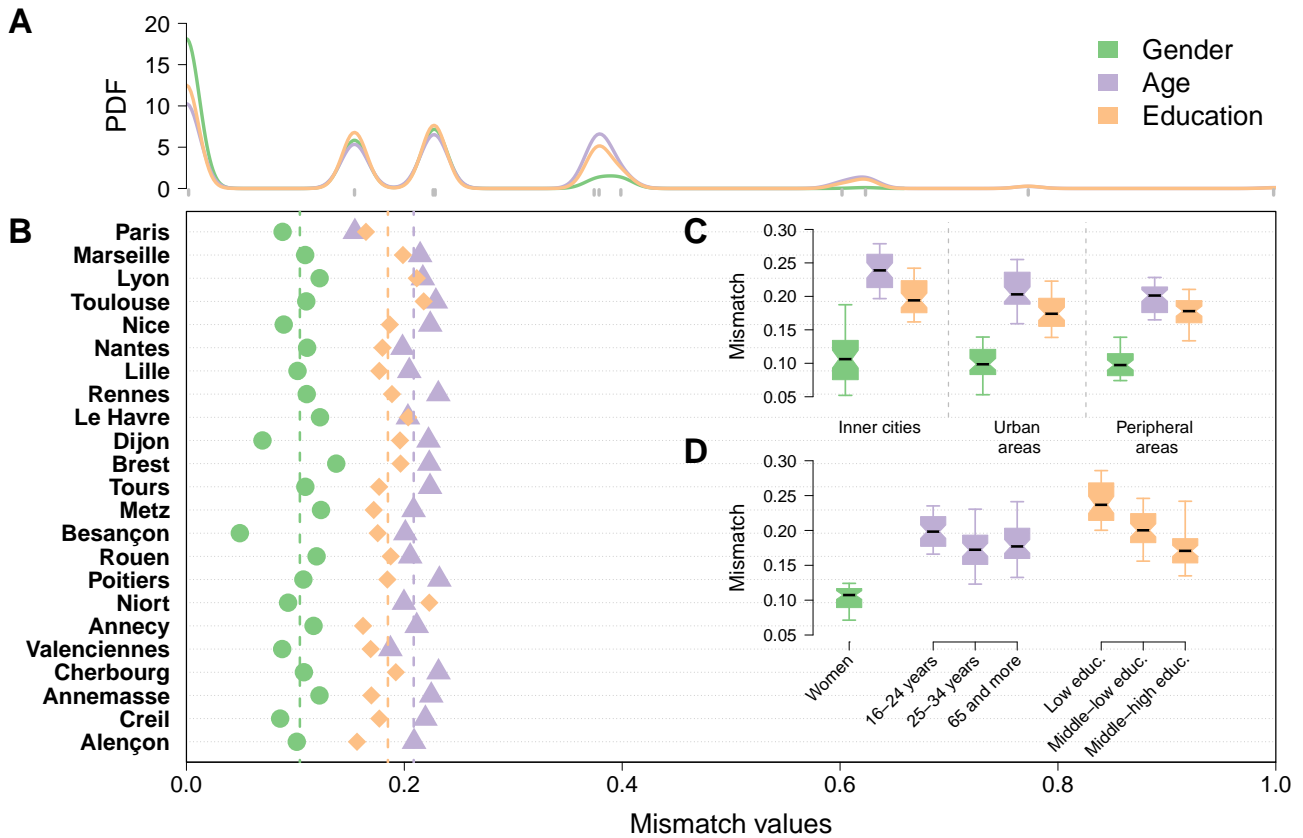 A
20
15
10
5
0
PDF
Gender
Age
Education
B
Paris
Marseille
Lyon
Toulouse
Nice
Nantes
Lille
Rennes
Le Havre
Dijon
Brest
Tours
Metz
Besançon
Rouen
Poitiers
Niort
Annecy
Valenciennes
Cherbourg
Annemasse
Creil
Alençon
0.0
0.2
0.4
0.6
0.8
1.0
Mismatch values
C
0.30
0.25
0.20
0.15
0.10
0.05
Mismatch
Inner cities
Urban
areas
Peripheral
areas
D
0.30
0.25
0.20
0.15
0.10
0.05
Mismatch
Women
16–24 years
25–34 years
65 and more
Low educ.
Middle–low educ.
Middle–high educ.